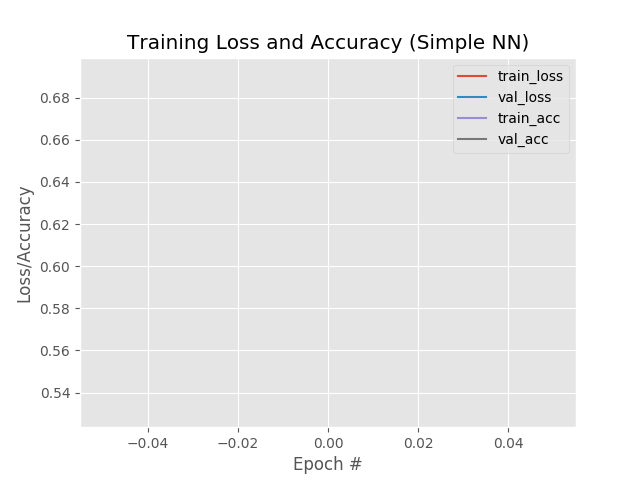 Training Loss and Accuracy (Simple NN)
train_loss
val_loss
train_acc
val_acc
0.68
0.66
0.64
0.62
0.60
0.58
0.56
0.54
Loss/Accuracy
−0.04
−0.02
0.00
0.02
0.04
Epoch #